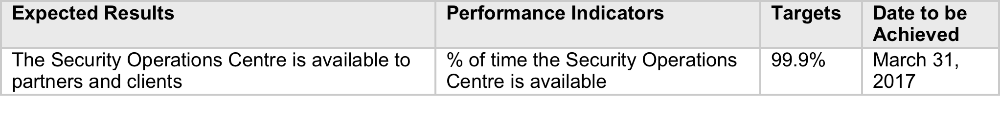 Expected Results
Performance Indicators
Targets
Date to be
Achieved
The Security Operations Centre is available to
partners and clients
% of time the Security Operations
Centre is available
99.9%
March 31,
2017